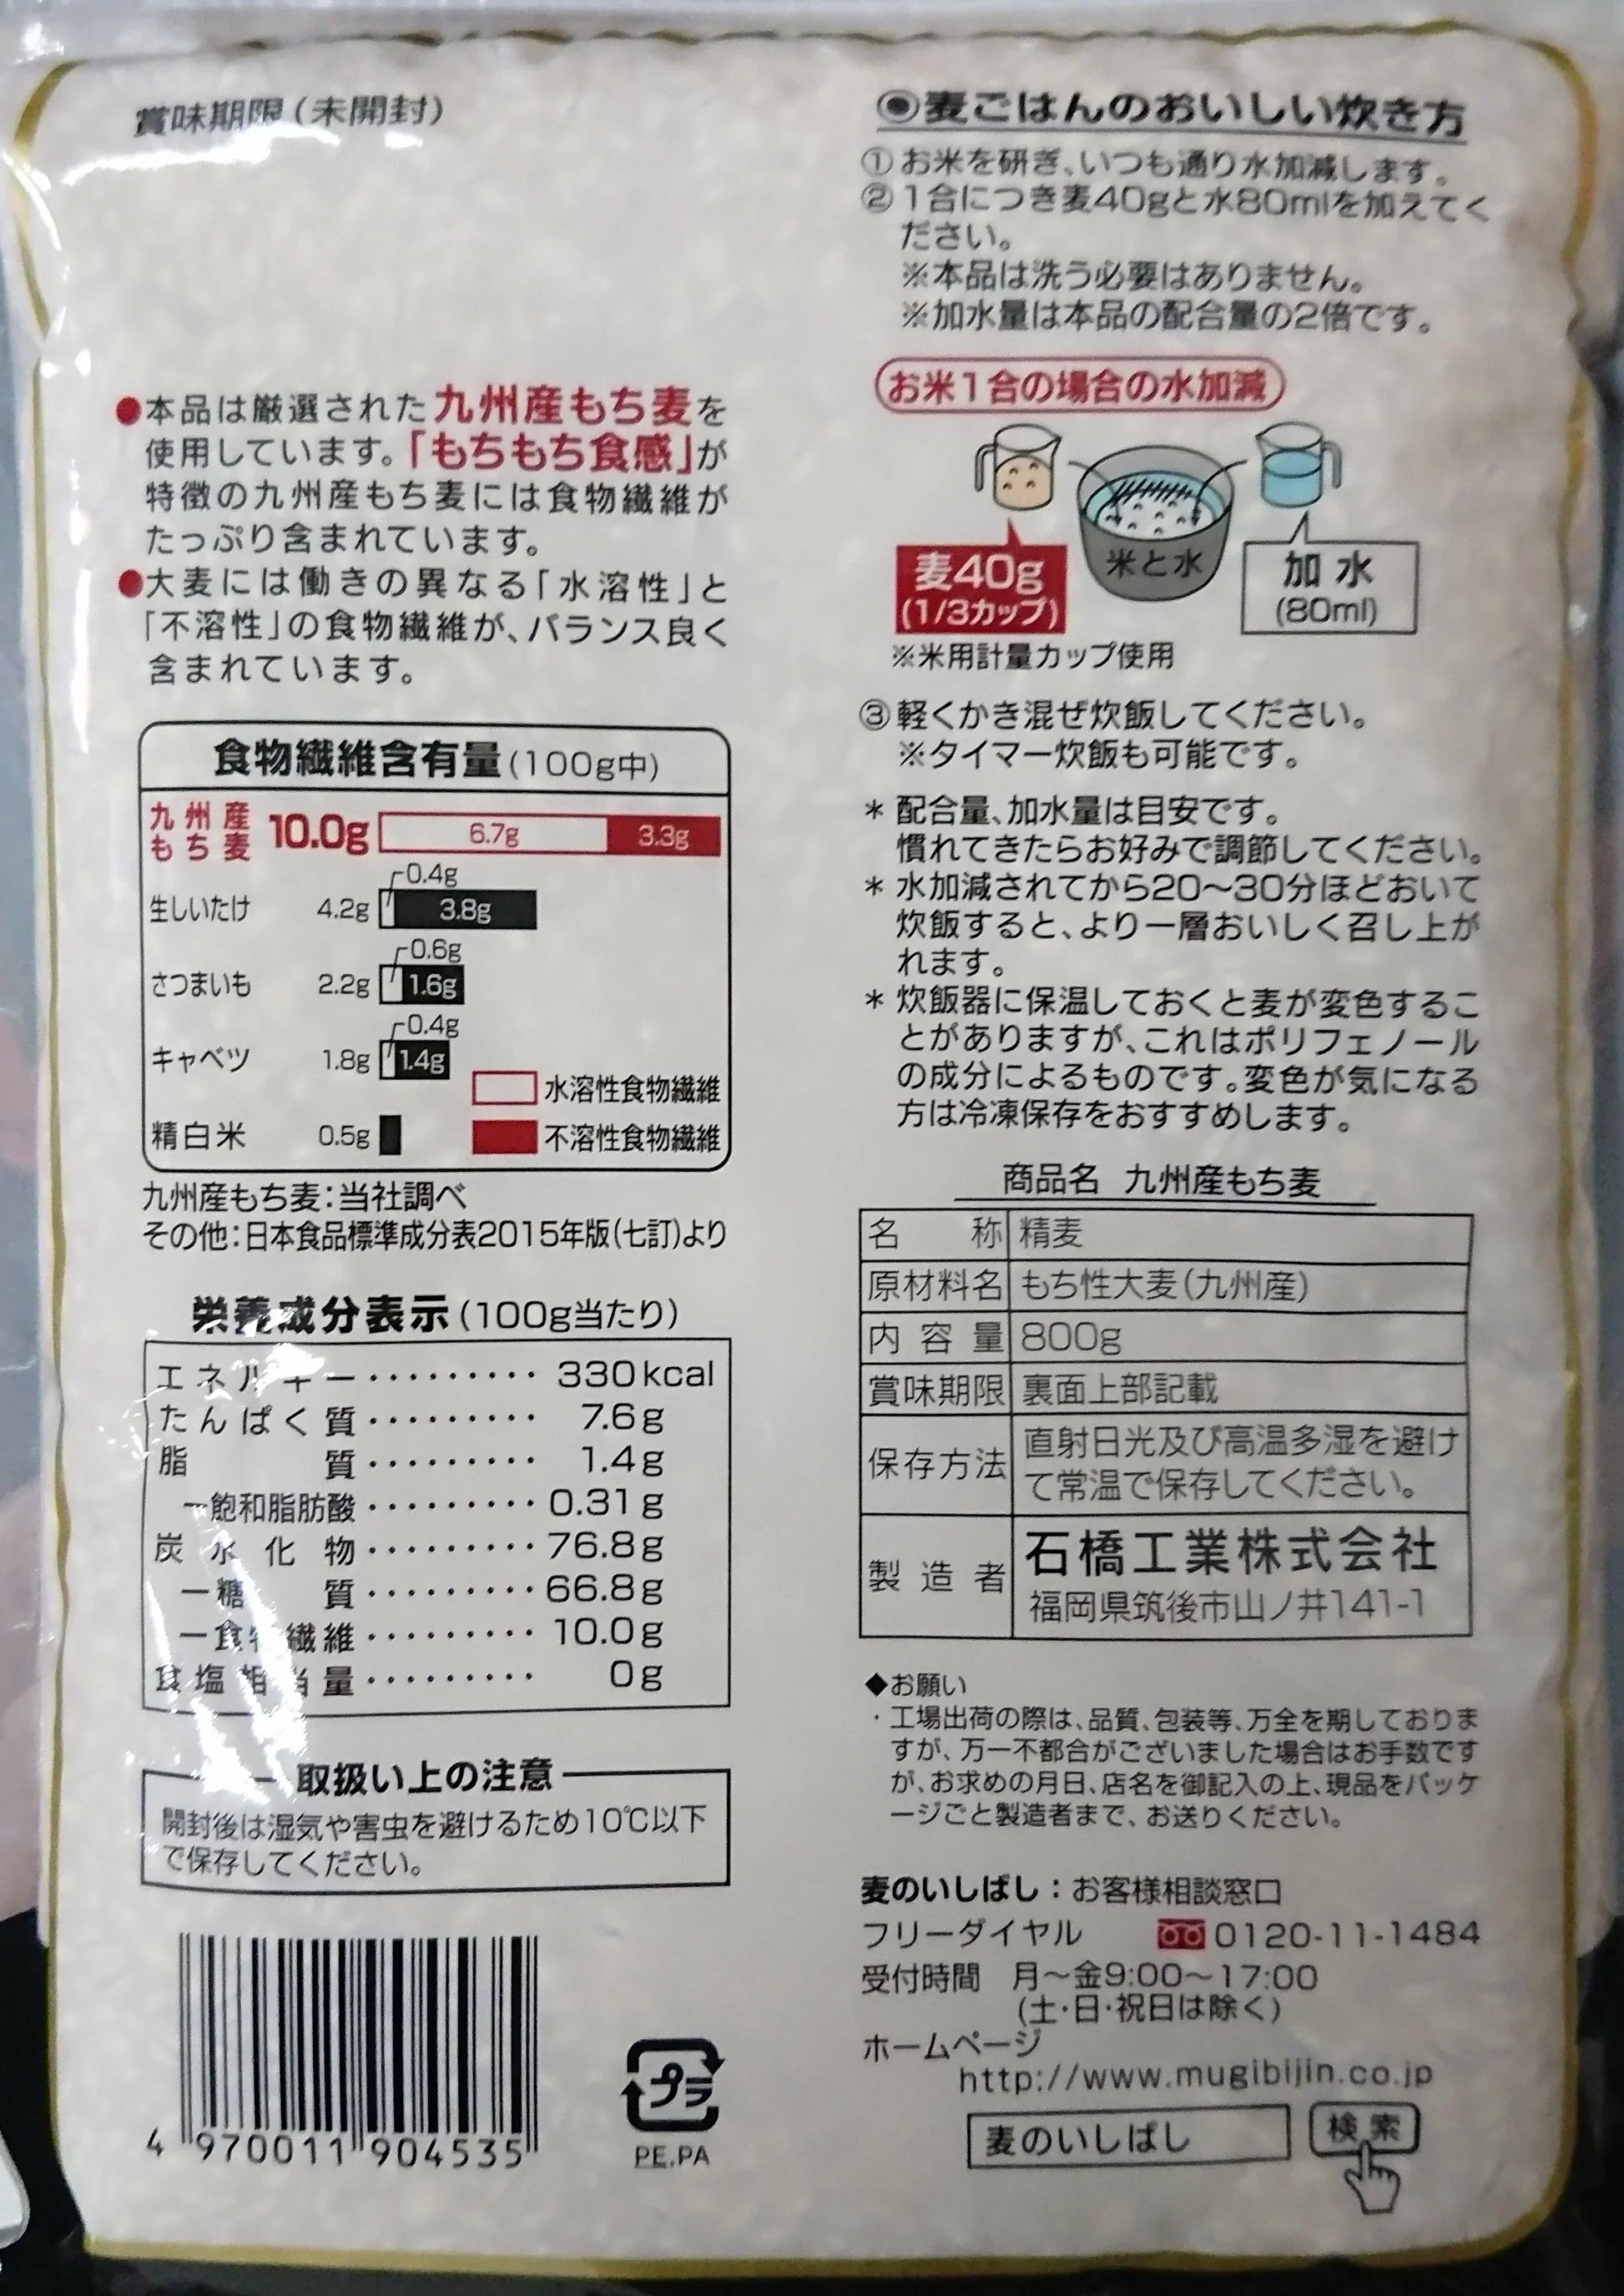 賞味期限(未開封)
●本品は厳選された九州産もち麦を
使用しています。「もちもち食感」が
特徴の九州産もち麦には食物繊維が
たっぷり含まれています。
●大麦には働きの異なる「水溶性」と
「不溶性」の食物繊維が、バランス良く
含まれています。
食物繊維含有量(100g中)
九州産
もち麦 10.0g 6.7g 3.3g
0.4g
生しいたけ 4.2g 3.8g
0.6g
さつまいも 2.2g 1.6g
0.4g
キャベツ 1.8g 1.4g
水溶性食物繊維
精白米 0.5g 不溶性食物繊維
九州産もち麦:当社調べ
その他:日本食品標準成分表2015年版(七訂)より
栄養成分表示(100g当たり)
エネルギー・・・・・・・・・330kcal
たんぱく質・・・・・・・・・7.6g
脂質・・・・・・・・・1.4g
ー飽和脂肪酸・・・・・・・・・0.31g
炭水化物・・・・・・・・・76.8g
ー糖質・・・・・・・・・66.8g
ー食物繊維・・・・・・・・・10.0g
食塩相当量・・・・・・・・・0g
取扱い上の注意
開封後は湿気や害虫を避けるため10℃以下
で保存してください。
4 970011 904535
プラ
PE,PA
◉麦ごはんのおいしい炊き方
①お米を研ぎ、いつも通り水加減します。
②1合につき麦40gと水80mlを加えてく
ださい。
※本品は洗う必要はありません。
※加水量は本品の配合量の2倍です。
お米1合の場合の水加減
麦40g
(1/3カップ)
米と水
加水
(80ml)
※米用計量カップ使用
③軽くかき混ぜ炊飯してください。
※タイマー炊飯も可能です。
*配合量、加水量は目安です。
慣れてきたらお好みで調節してください。
*水加減されてから20〜30分ほどおいて
炊飯すると、より一層おいしく召し上が
れます。
*炊飯器に保温しておくと麦が変色するこ
とがありますが、これはポリフェノール
の成分によるものです。変色が気になる
方は冷凍保存をおすすめします。
商品名 九州産もち麦
名称 精麦
原材料名 もち性大麦(九州産)
内容量 800g
賞味期限 裏面上部記載
保存方法 直射日光及び高温多湿を避け
て常温で保存してください。
製造者 石橋工業株式会社
福岡県筑後市山ノ井141-1
◆お願い
・工場出荷の際は、品質、包装等、万全を期しておりま
すが、万一不都合がございました場合はお手数です
が、お求めの月日、店名を御記入の上、現品をパッケ
ージごと製造者まで、お送りください。
麦のいしばし:お客様相談窓口
フリーダイヤル 0120-11-1484
受付時間 月〜金9:00〜17:00
(土・日・祝日は除く)
ホームページ
http://www.mugibijin.co.jp
麦のいしばし 検索